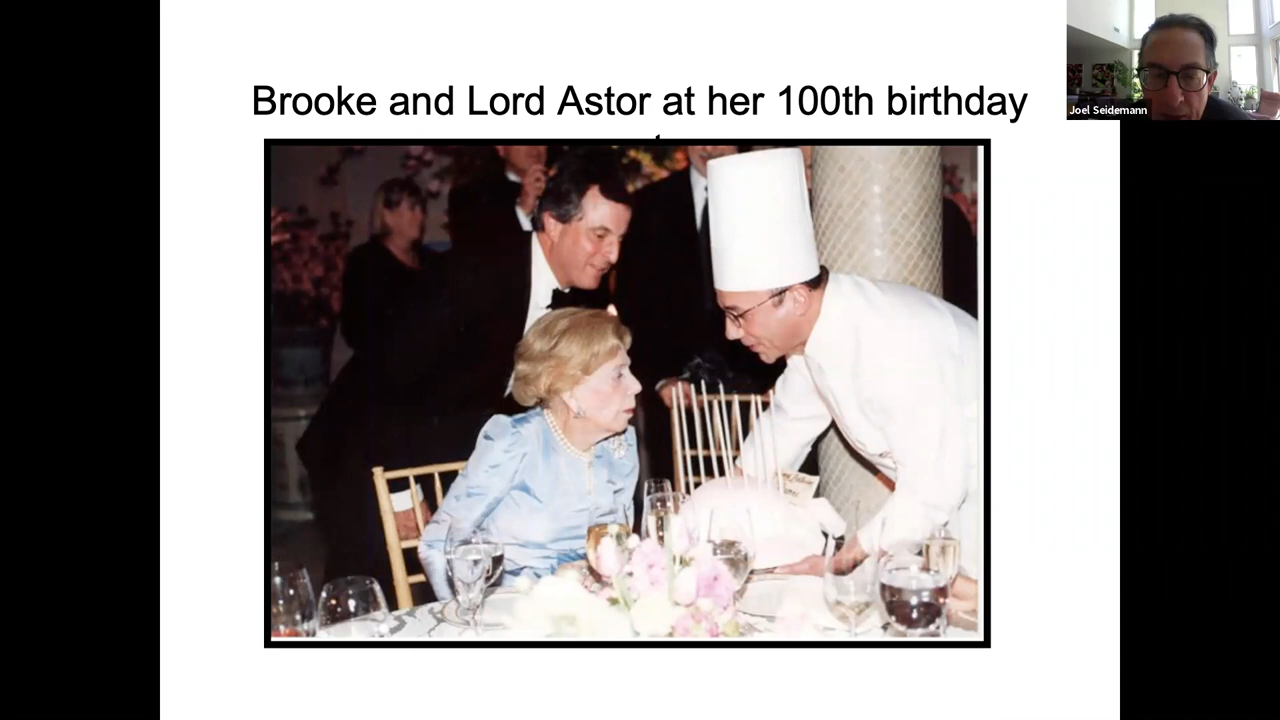 Brooke and Lord Astor at her 100th birthday
Joel Seidemann